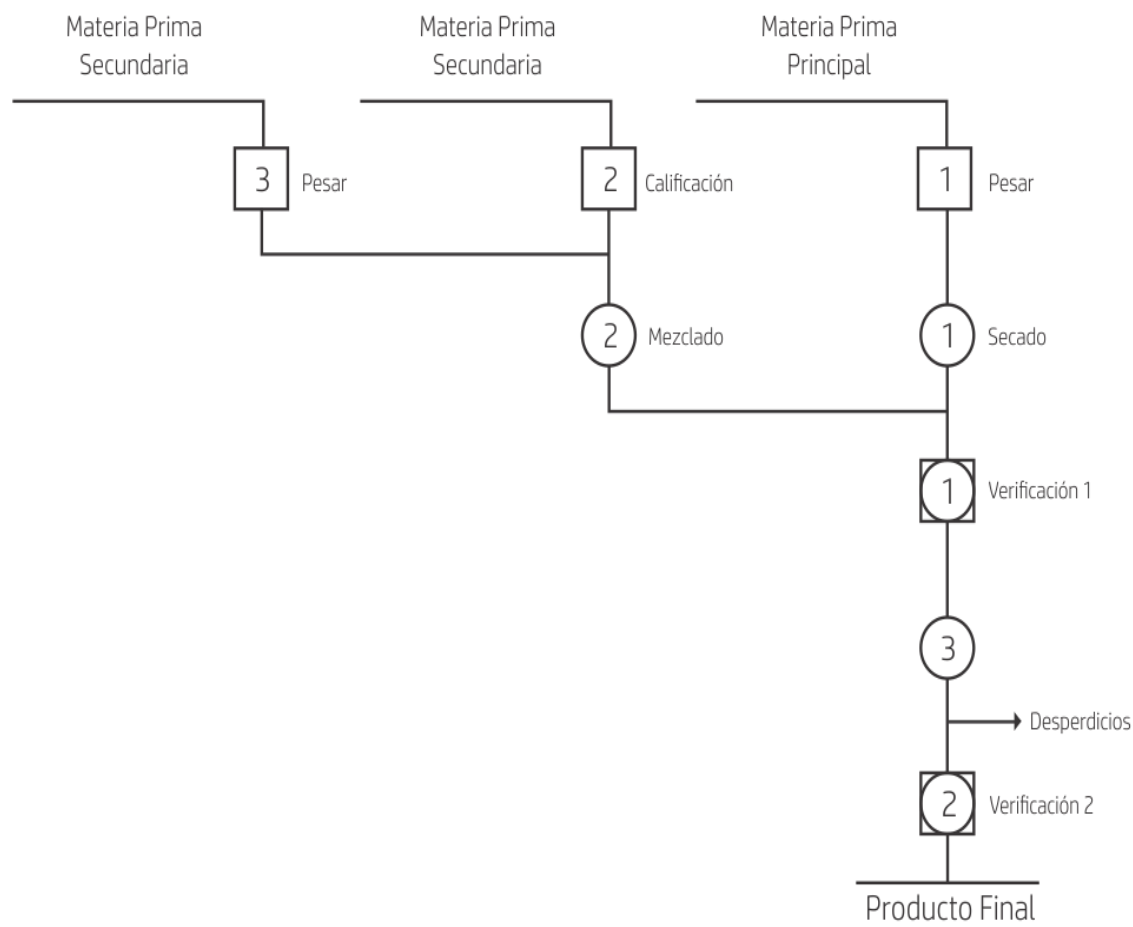 Materia Prima
Secundaria
Materia Prima
Secundaria
Materia Prima
Principal
3 Pesar
2 Calificación
1 Pesar
2 Mezclado
1 Secado
1 Verificación 1
3
Desperdicios
2 Verificación 2
Producto Final